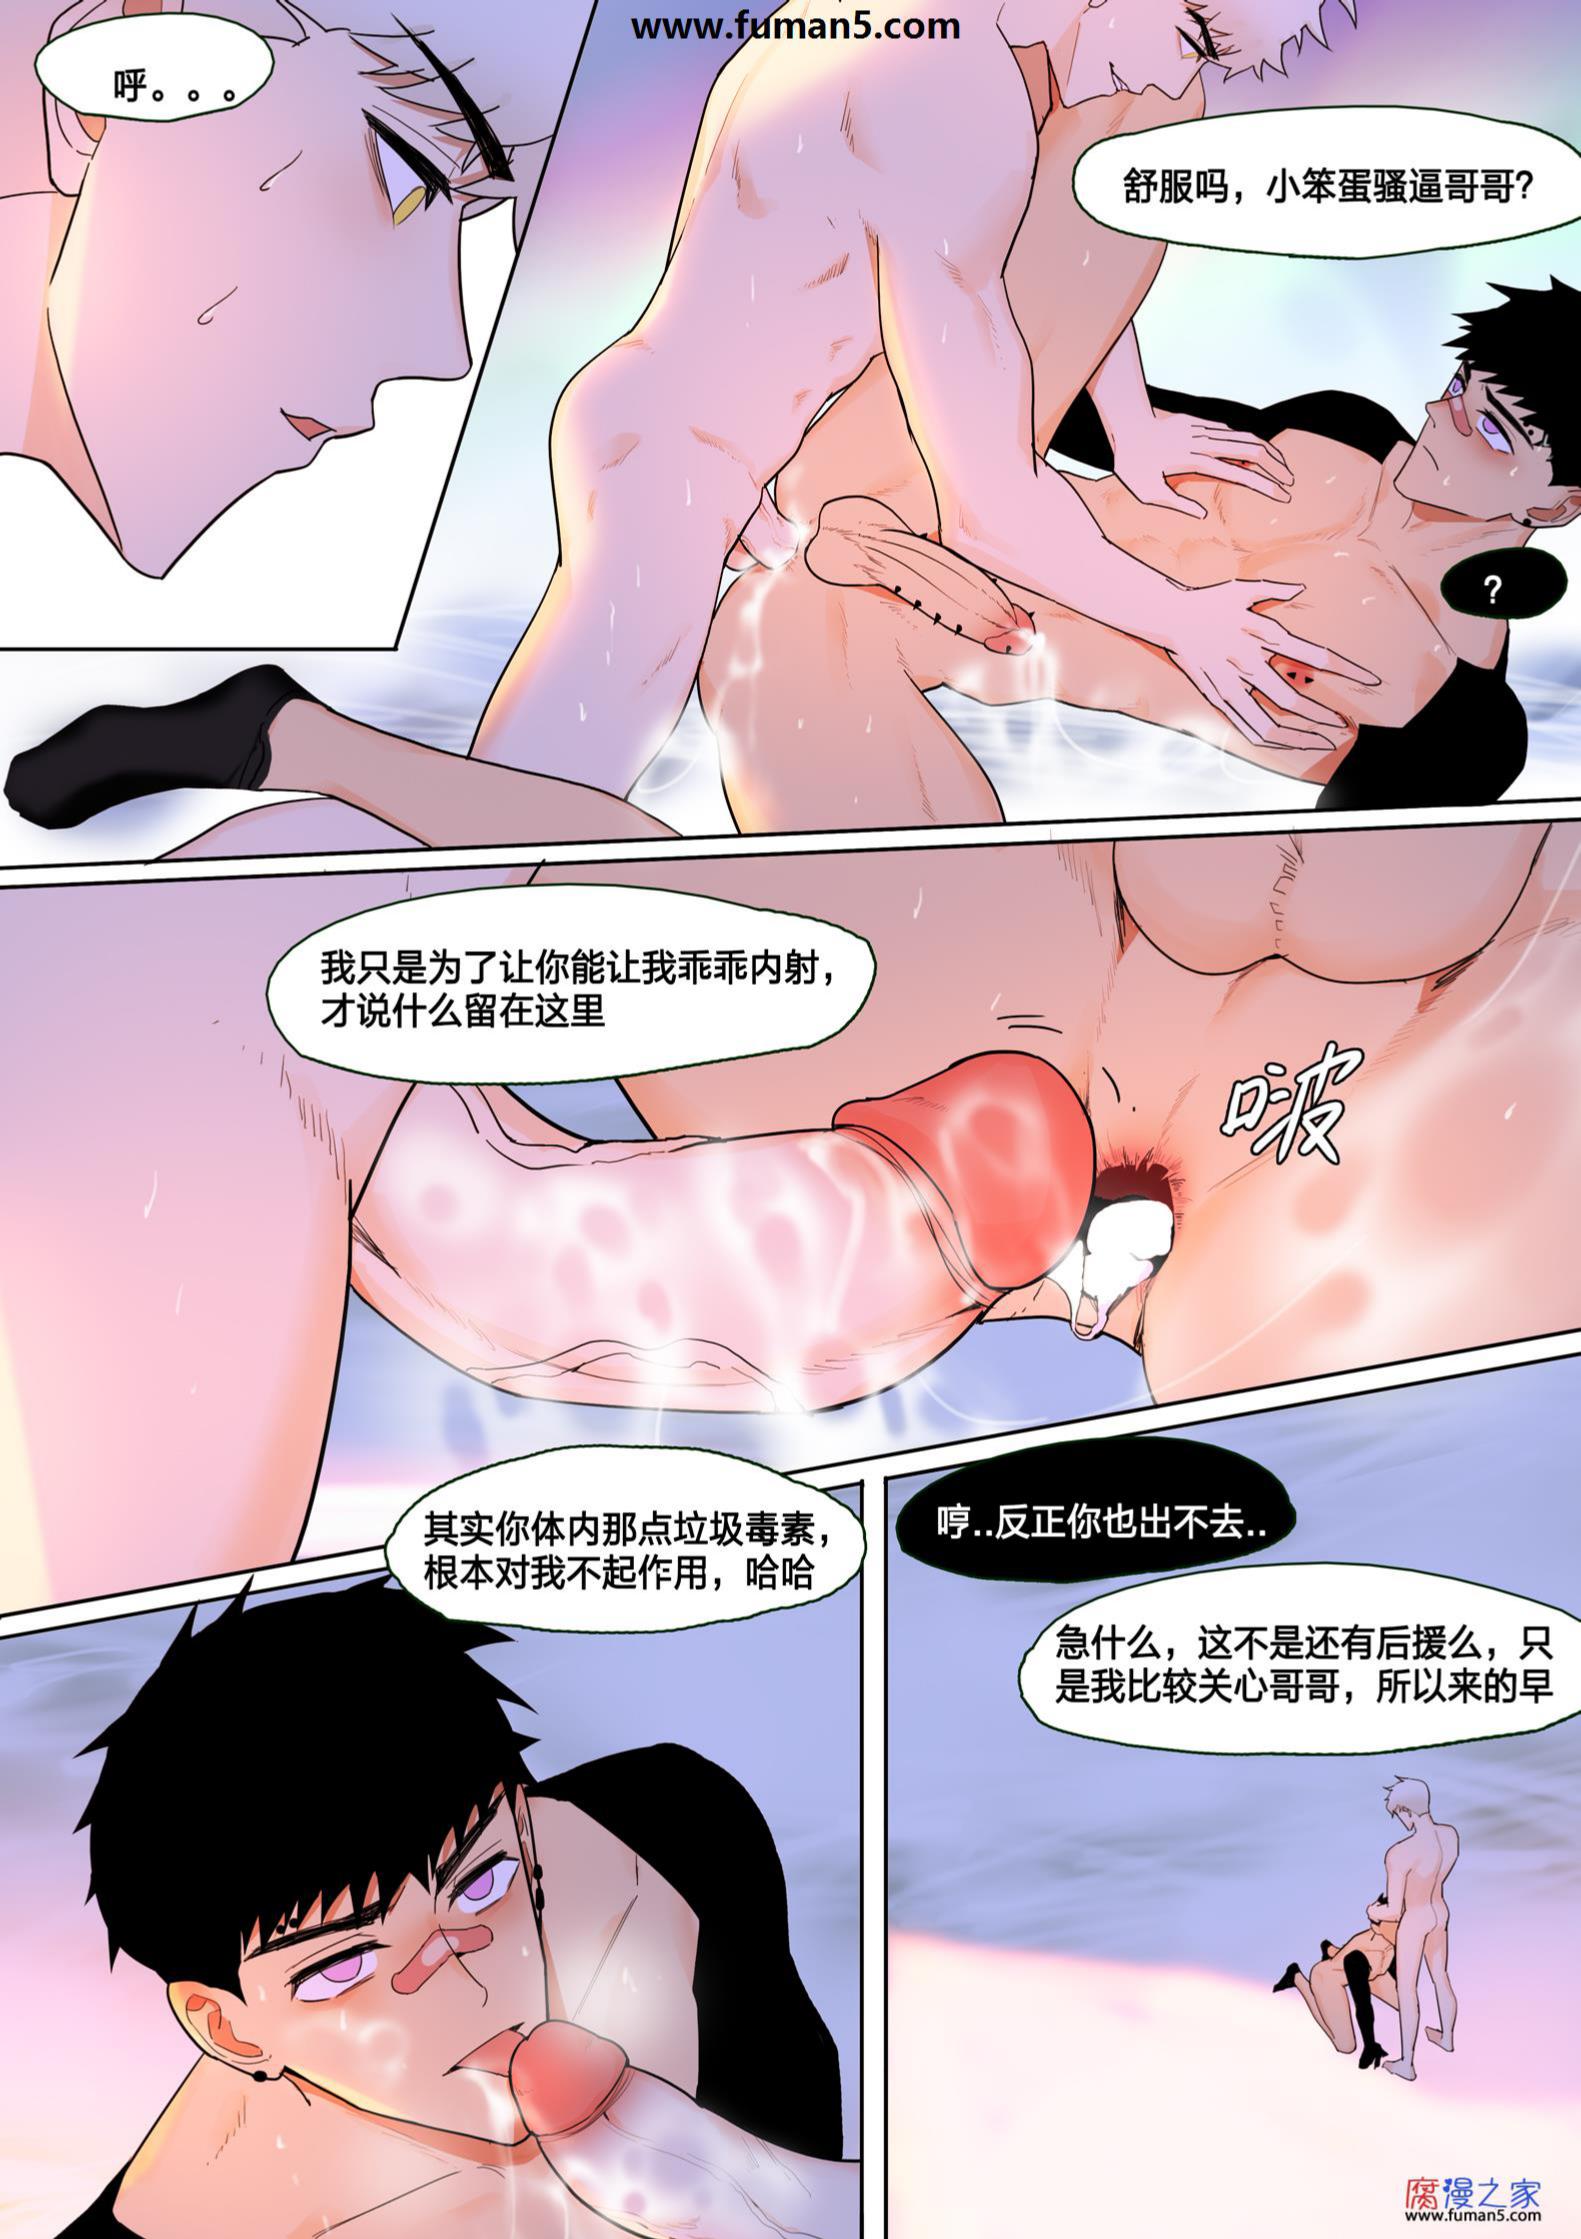 www.fuman5.com
呼。。。
舒服吗，小笨蛋骚逼哥哥？
？
我只是为了让你能让我乖乖内射，
才说什么留在这里
啵
其实你体内那点垃圾毒素，
根本对我不起作用，哈哈
哼..反正你也出不去..
急什么，这不是还有后援么，只
是我比较关心哥哥，所以来的早
腐漫之家
www.fuman5.com